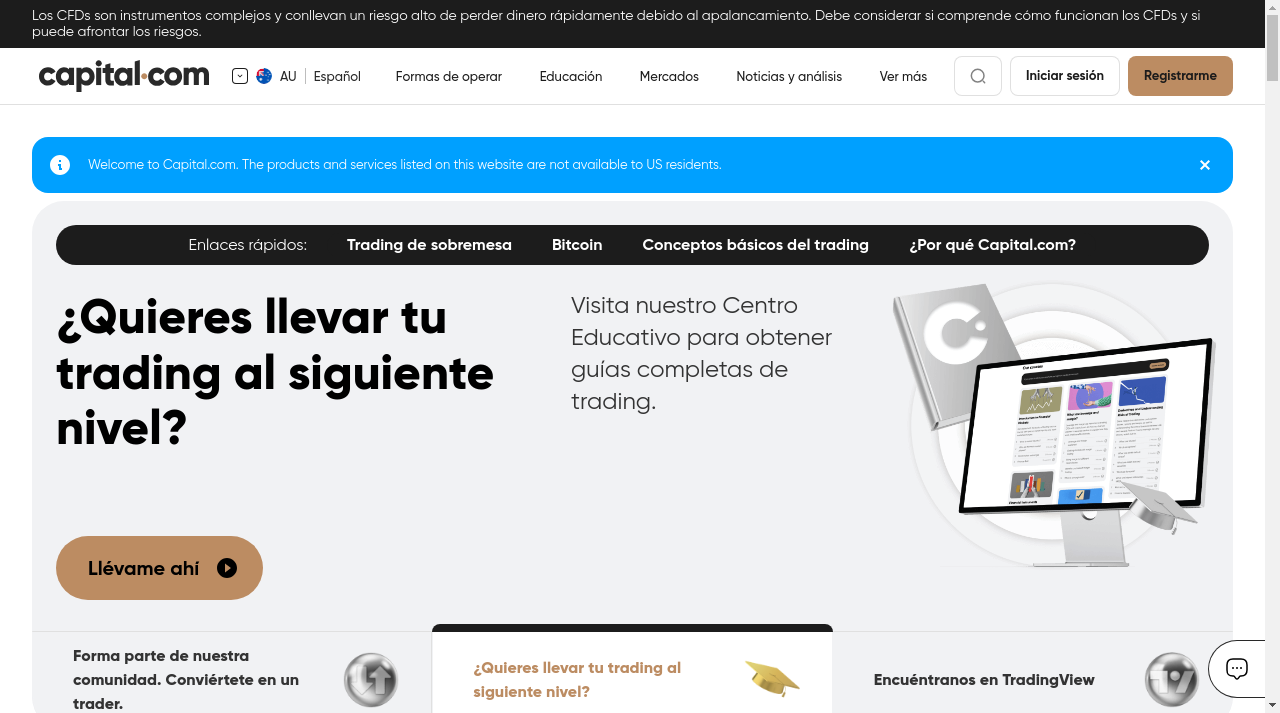 Los CFDs son instrumentos complejos y conllevan un riesgo alto de perder dinero rápidamente debido al apalancamiento. Debe considerar si comprende cómo funcionan los CFDs y si
puede afrontar los riesgos.
capital.com
AU
Español
Formas de operar
Educación
Mercados
Noticias y análisis
Ver más
Iniciar sesión
Registrarme
Welcome to Capital.com. The products and services listed on this website are not available to US residents.
Enlaces rápidos:
Trading de sobremesa
Bitcoin
Conceptos básicos del trading
¿Por qué Capital.com?
¿Quieres llevar tu
trading al siguiente
nivel?
Visita nuestro Centro
Educativo para obtener
guías completas de
trading.
Llévame ahí
Forma parte de nuestra
comunidad. Conviértete en un
trader.
¿Quieres llevar tu trading al
siguiente nivel?
Encuéntranos en TradingView